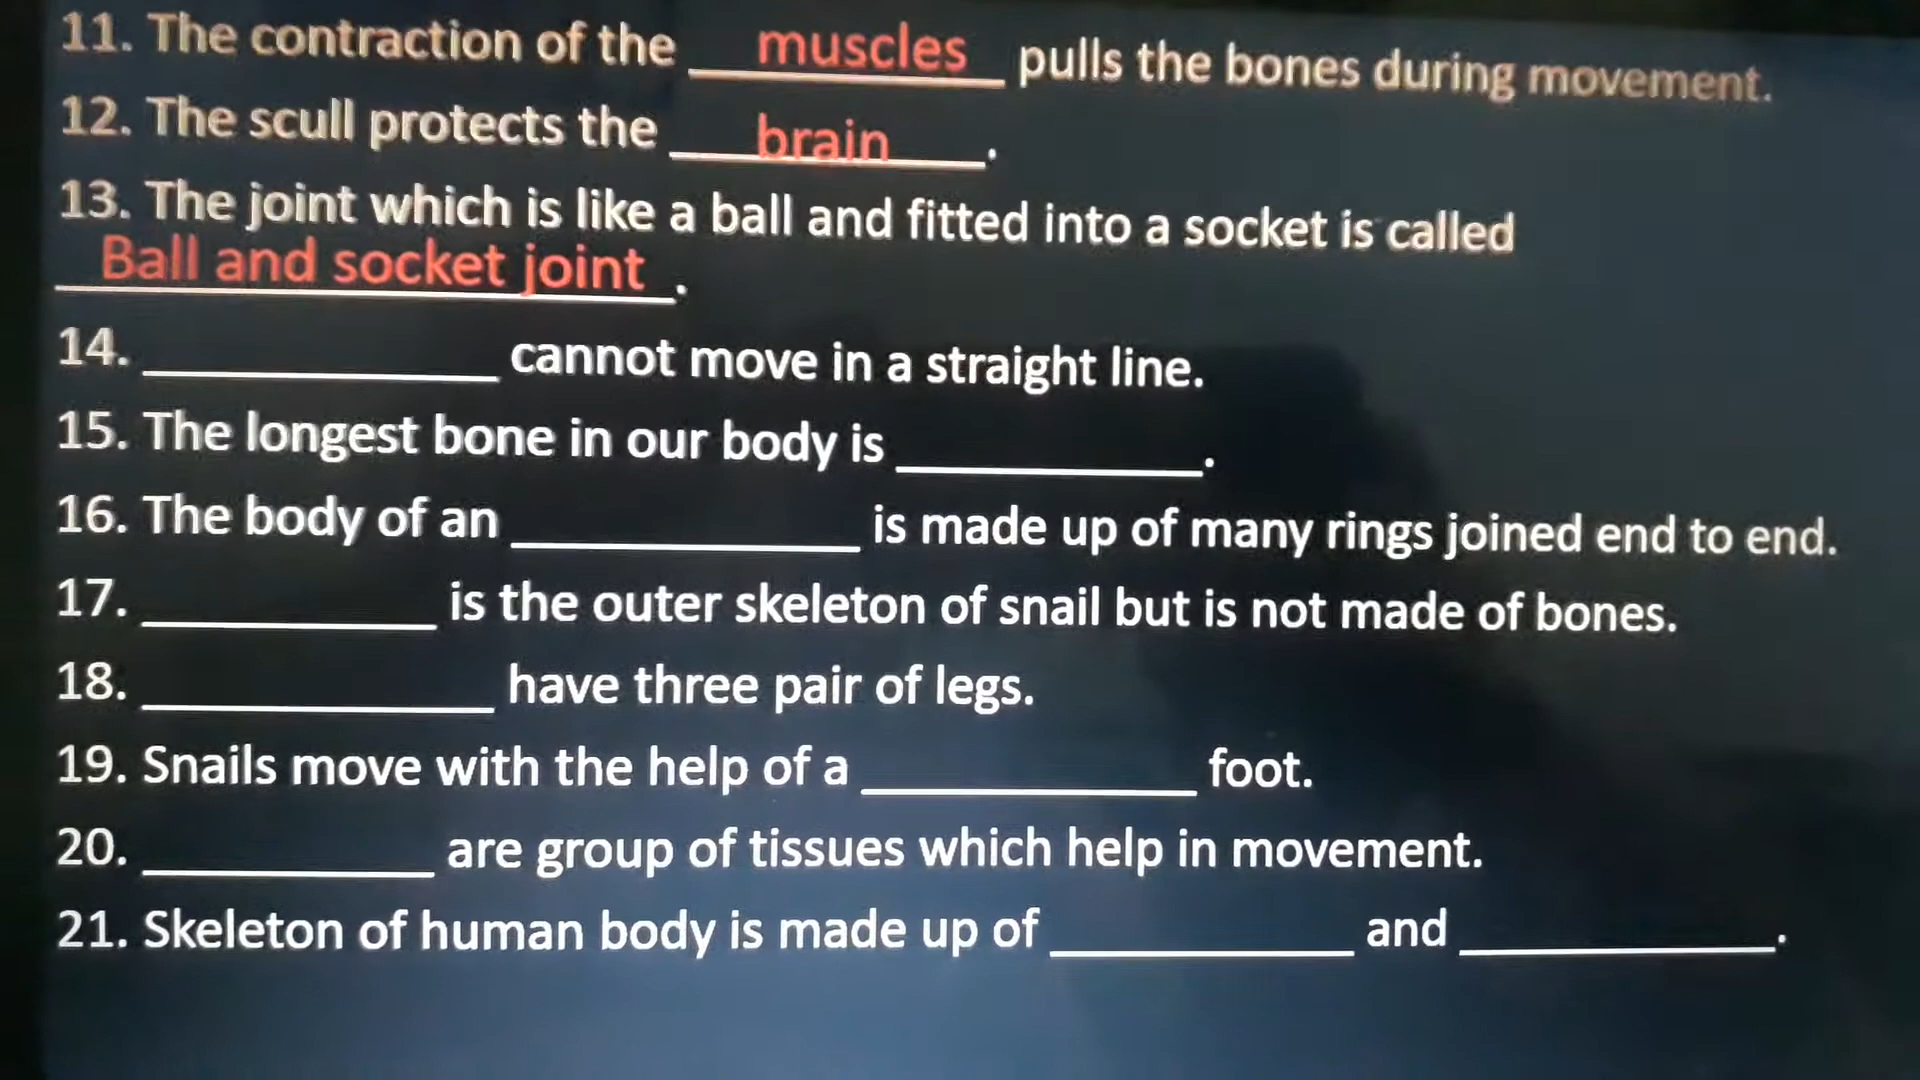 11. The contraction of the ____________ muscles pulls the bones during movement.
12. The scull protects the ____________ brain.
13. The joint which is like a ball and fitted into a socket is called
Ball and socket joint.
14. ____________ cannot move in a straight line.
15. The longest bone in our body is ____________.
16. The body of an ____________ is made up of many rings joined end to end.
17. ____________ is the outer skeleton of snail but is not made of bones.
18. ____________ have three pair of legs.
19. Snails move with the help of a ____________ foot.
20. ____________ are group of tissues which help in movement.
21. Skeleton of human body is made up of ____________ and ____________.